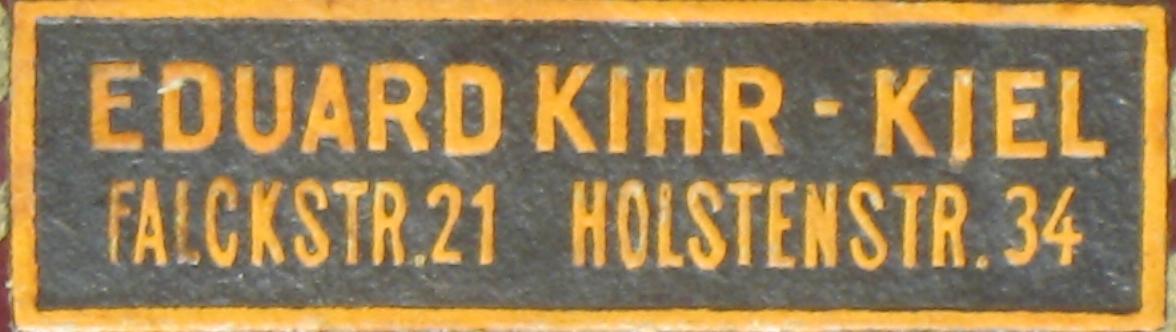 EDUARD KIHR - KIEL
FALCKSTR.21 HOLSTENSTR. 34